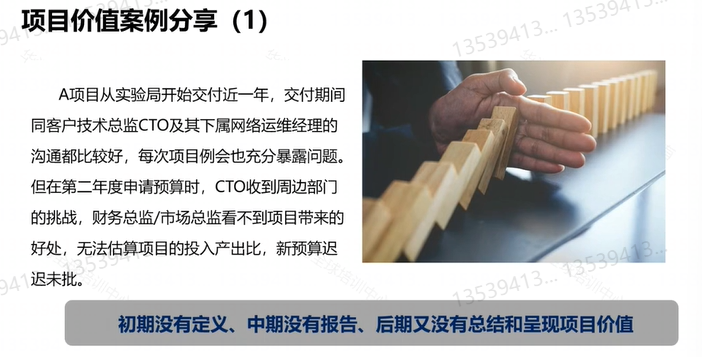 项目价值案例分享（1）
13539413...
13539413...
A项目从实验局开始交付近一年，交付期间
同客户技术总监CTO及其下属网络运维经理的
沟通都比较好，每次项目例会也充分暴露问题。
但在第二年度申请预算时，CTO收到周边部门
的挑战，财务总监/市场总监看不到项目带来的
好处，无法估算项目的投入产出比，新预算迟
迟未批。
13539413...
13539413...
初期没有定义、中期没有报告、后期又没有总结和呈现项目价值